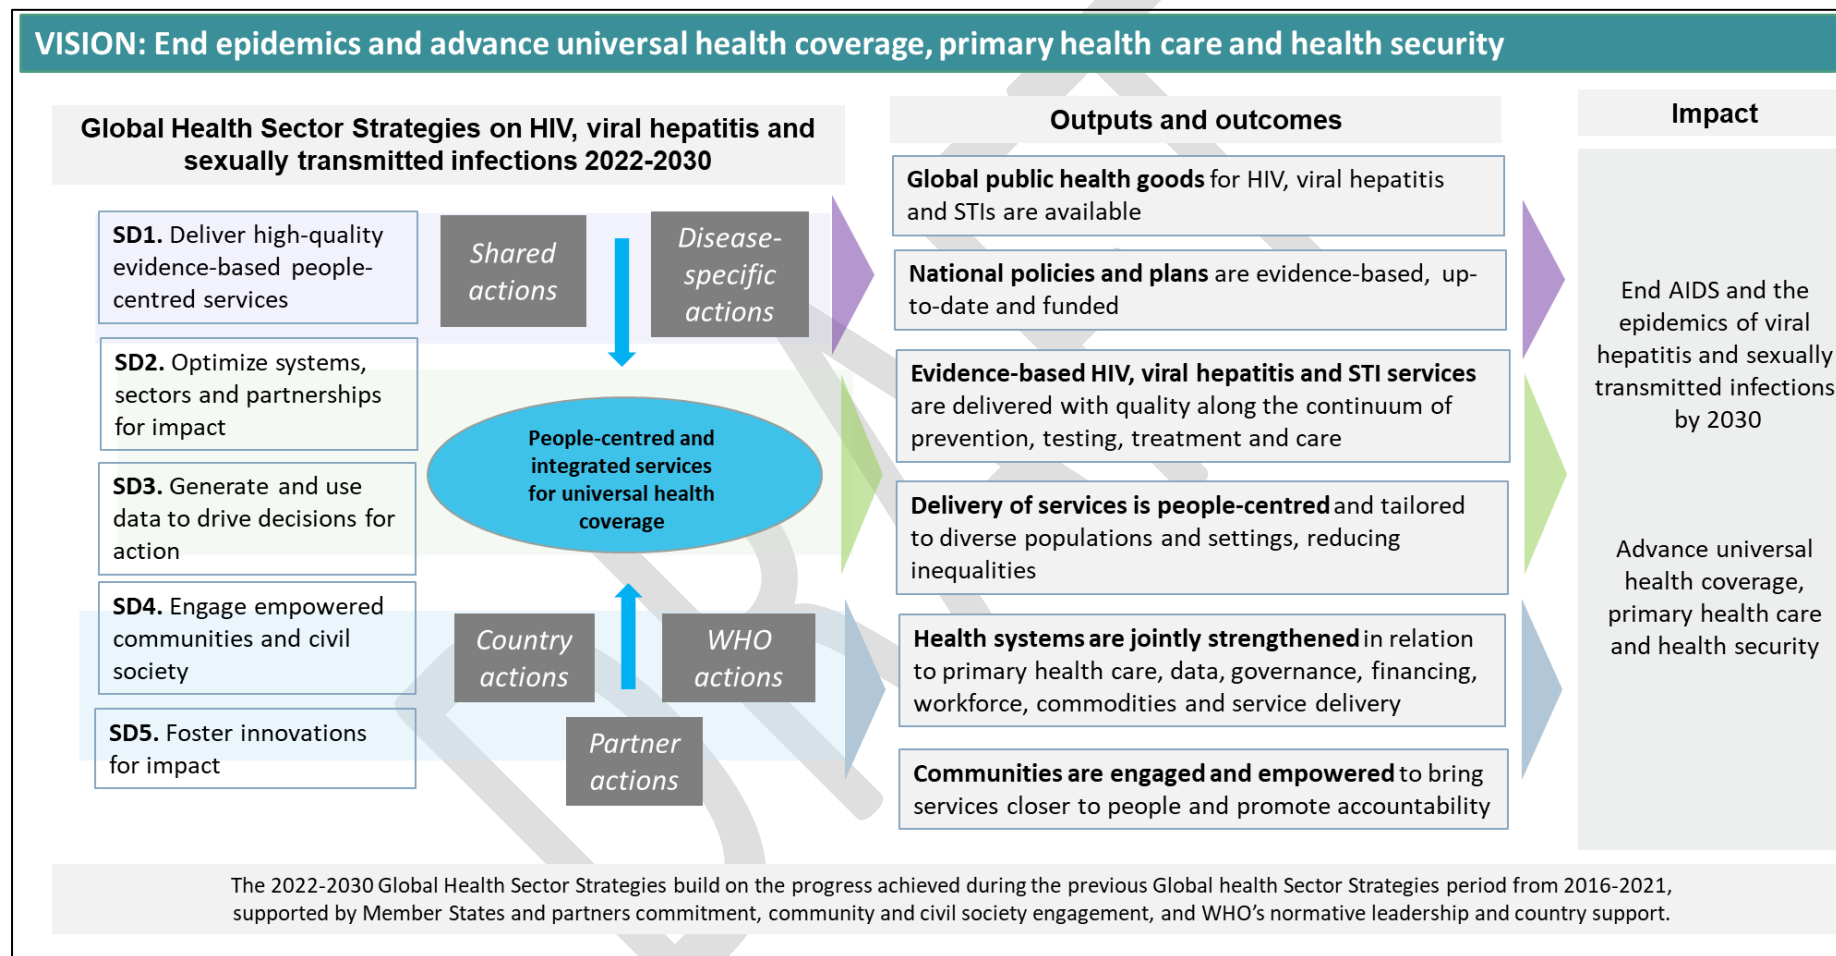 VISION: End epidemics and advance universal health coverage, primary health care and health security
Global Health Sector Strategies on HIV, viral hepatitis and
sexually transmitted infections 2022-2030
SD1. Deliver high-quality
evidence-based people-
centred services
SD2. Optimize systems,
sectors and partnerships
for impact
SD3. Generate and use
data to drive decisions for
action
SD4. Engage empowered
communities and civil
society
SD5. Foster innovations
for impact
Shared
actions
Disease-
specific
actions
People-centred and
integrated services
for universal health
coverage
Country
actions
WHO
actions
Partner
actions
Outputs and outcomes
Global public health goods for HIV, viral hepatitis
and STIs are available
National policies and plans are evidence-based, up-
to-date and funded
Evidence-based HIV, viral hepatitis and STI services
are delivered with quality along the continuum of
prevention, testing, treatment and care
Delivery of services is people-centred and tailored
to diverse populations and settings, reducing
inequalities
Health systems are jointly strengthened in relation
to primary health care, data, governance, financing,
workforce, commodities and service delivery
Communities are engaged and empowered to bring
services closer to people and promote accountability
Impact
End AIDS and the
epidemics of viral
hepatitis and sexually
transmitted infections
by 2030
Advance universal
health coverage,
primary health care
and health security
The 2022-2030 Global Health Sector Strategies build on the progress achieved during the previous Global health Sector Strategies period from 2016-2021,
supported by Member States and partners commitment, community and civil society engagement, and WHO's normative leadership and country support.
DRAFT